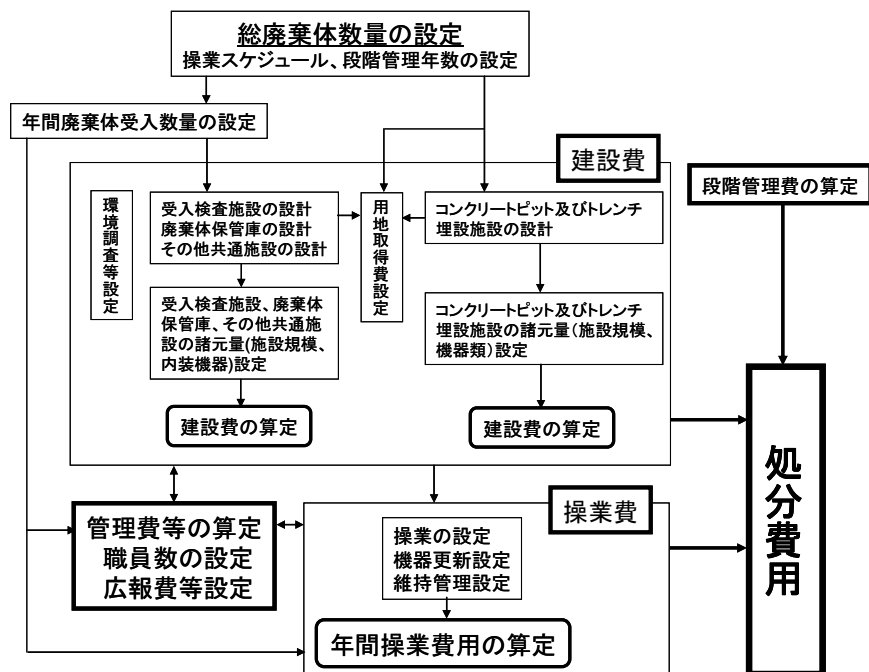 総廃棄体数量の設定
操業スケジュール、段階管理年数の設定
年間廃棄体受入数量の設定
建設費
段階管理費の算定
環境調査等設定
受入検査施設の設計
廃棄体保管庫の設計
その他共通施設の設計
用地取得費設定
コンクリートピット及びトレンチ
埋設施設の設計
受入検査施設、廃棄体
保管庫、その他共通施
設の諸元量(施設規模、
内装機器)設定
コンクリートピット及びトレンチ
埋設施設の諸元量（施設規模、
機器類）設定
建設費の算定
建設費の算定
処分費用
管理費等の算定
職員数の設定
広報費等設定
操業費
操業の設定
機器更新設定
維持管理設定
年間操業費用の算定